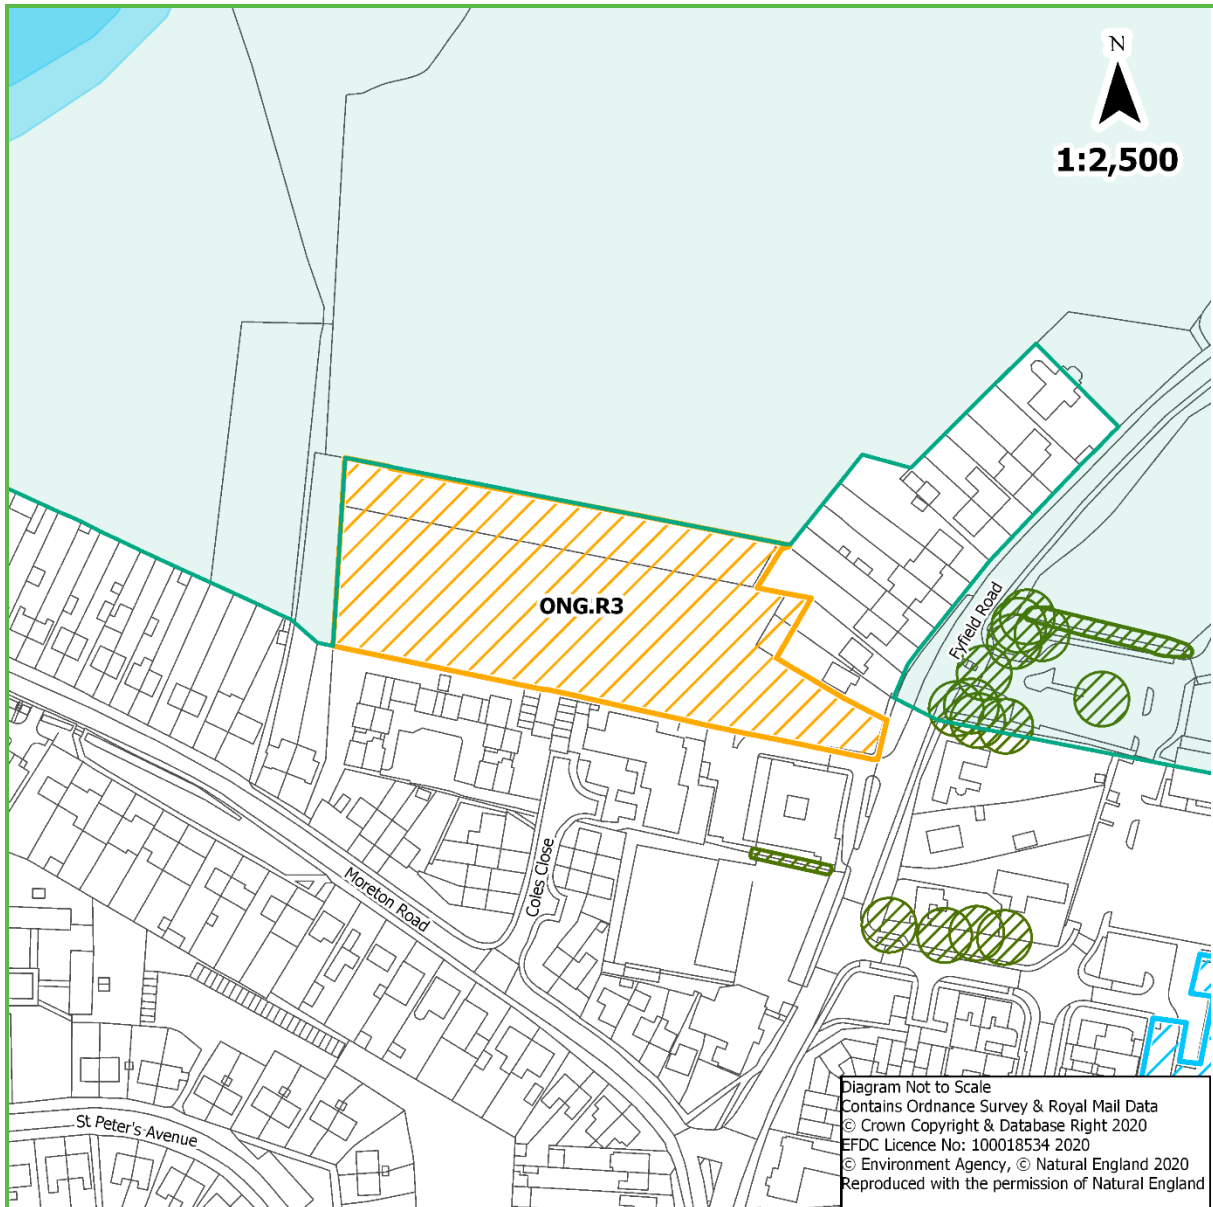 N
1:2,500
ONG.R3
Fyfield Road
Coles Close
Moreton Road
St Peter's Avenue
Diagram Not to Scale
Contains Ordnance Survey & Royal Mail Data
© Crown Copyright & Database Right 2020
EFDC Licence No: 100018534 2020
© Environment Agency, © Natural England 2020
Reproduced with the permission of Natural England